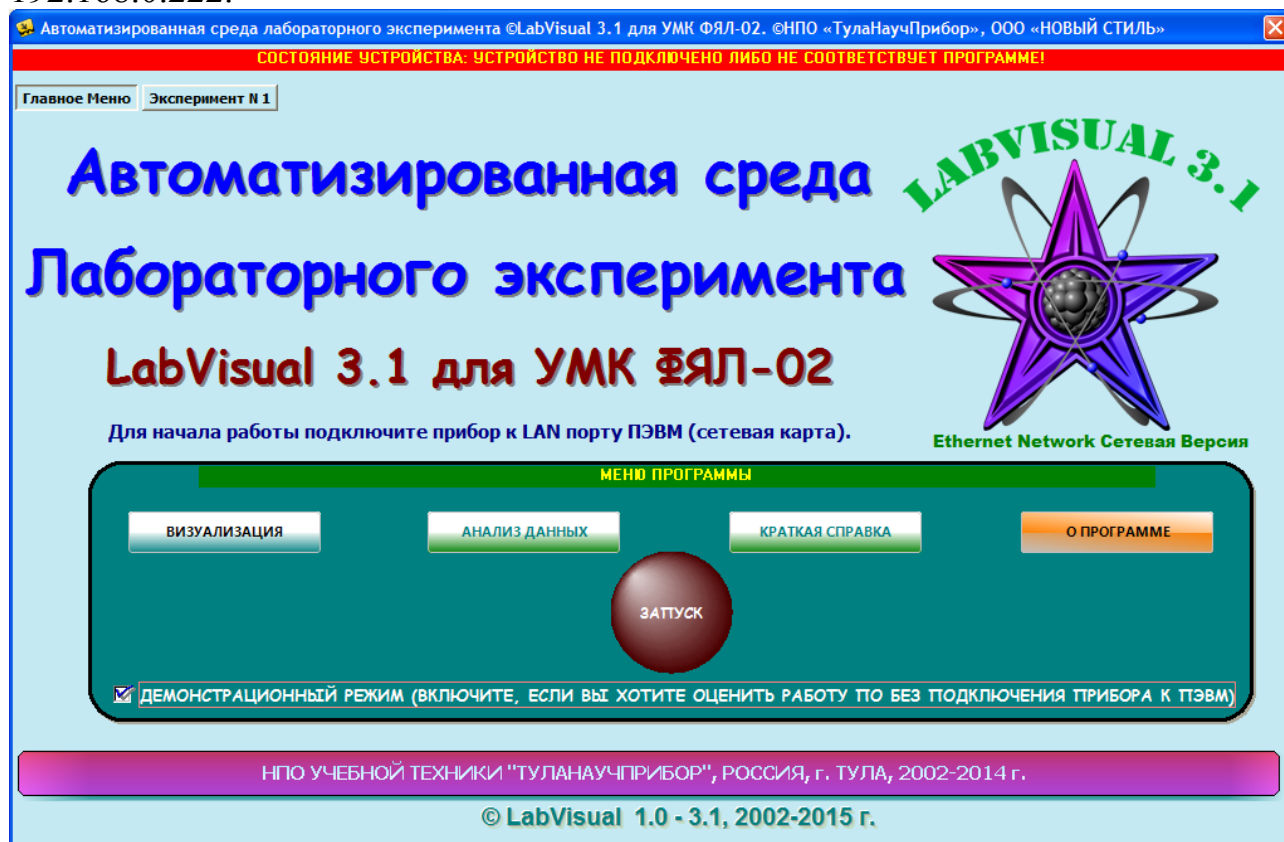 192.168.0.222.
Автоматизированная среда лабораторного эксперимента ©LabVisual 3.1 для УМК ФЯЛ-02. ©НПО «ТулаНаучПрибор», ООО «НОВЫЙ СТИЛЬ»
СОСТОЯНИЕ УСТРОЙСТВА: УСТРОЙСТВО НЕ ПОДКЛЮЧЕНО ЛИБО НЕ СООТВЕТСТВУЕТ ПРОГРАММЕ!
Главное Меню Эксперимент N 1
LABVISUAL 3.1
Автоматизированная среда
Лабораторного эксперимента
LabVisual 3.1 для УМК ФЯЛ-02
Для начала работы подключите прибор к LAN порту ПЭВМ (сетевая карта).
Ethernet Network Сетевая Версия
МЕНЮ ПРОГРАММЫ
ВИЗУАЛИЗАЦИЯ АНАЛИЗ ДАННЫХ КРАТКАЯ СПРАВКА О ПРОГРАММЕ
ЗАПУСК
ДЕМОНСТРАЦИОННЫЙ РЕЖИМ (ВКЛЮЧИТЕ, ЕСЛИ ВЫ ХОТИТЕ ОЦЕНИТЬ РАБОТУ ПО БЕЗ ПОДКЛЮЧЕНИЯ ПРИБОРА К ПЭВМ)
НПО УЧЕБНОЙ ТЕХНИКИ "ТУЛАНАУЧПРИБОР", РОССИЯ, г. ТУЛА, 2002-2014 г.
© LabVisual 1.0 - 3.1, 2002-2015 г.